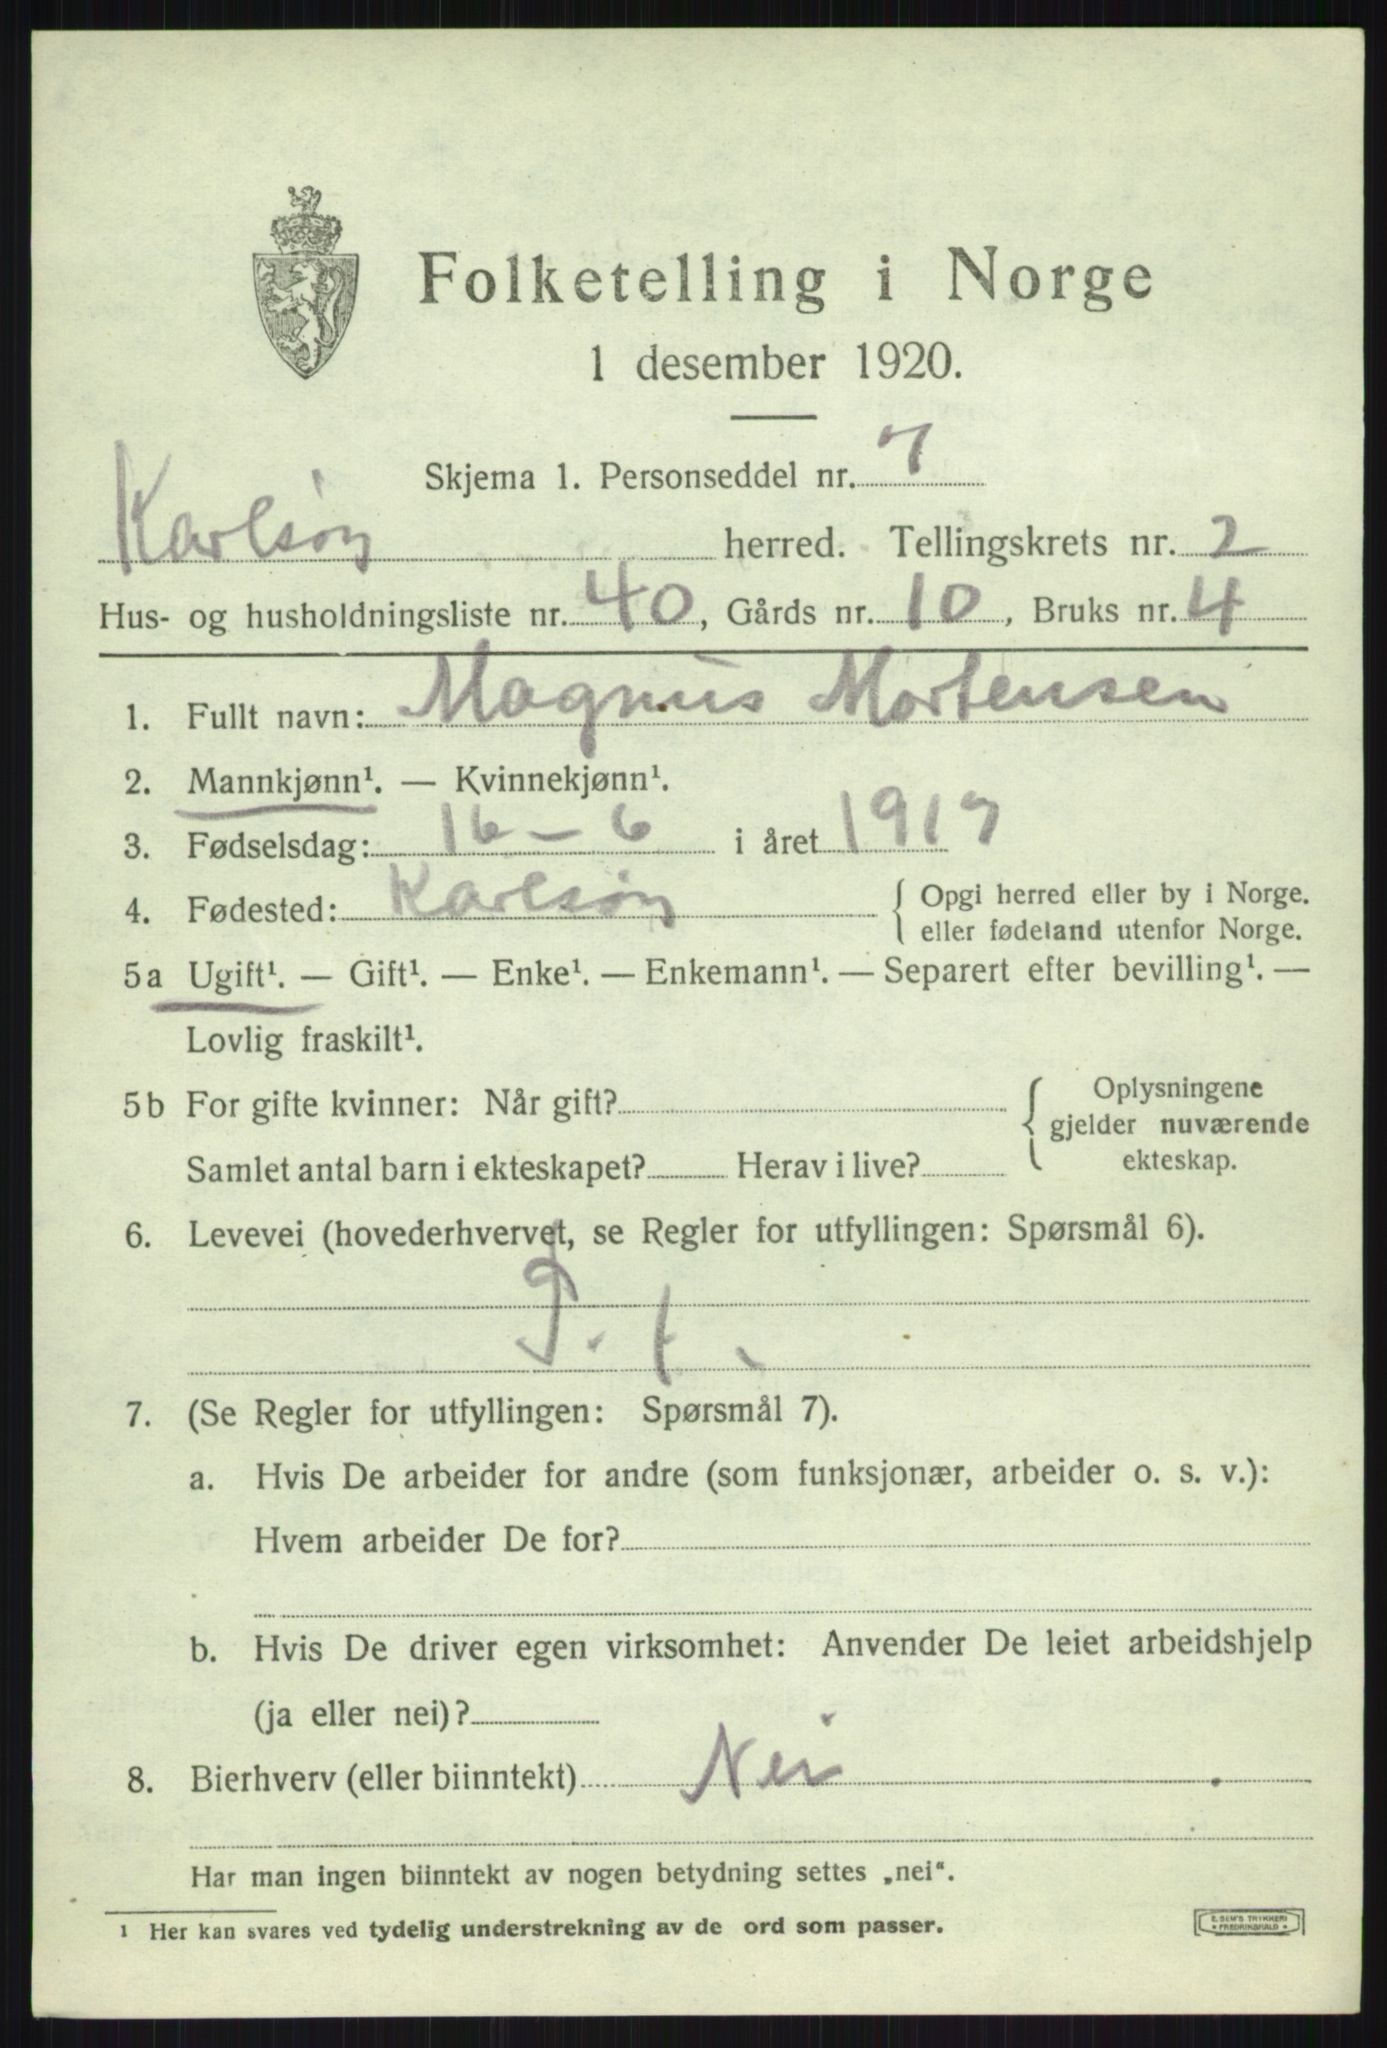 Folketelling i Norge
1 desember 1920.
Skjema 1. Personseddel nr. 7
Karlsøy herred. Tellingskrets nr. 2
Hus- og husholdningsliste nr. 40, Gårds nr. 10, Bruks nr. 4
1. Fullt navn: Magnus Mortensen
2. Mannkjønn¹. — Kvinnekjønn¹.
3. Fødselsdag: 16 – 6 i året 1917
4. Fødested: Karlsøy { Opgi herred eller by i Norge.
eller fødeland utenfor Norge.
5a Ugift¹. — Gift¹. — Enke¹. — Enkemann¹. — Separert efter bevilling¹. —
Lovlig fraskilt¹.
5b For gifte kvinner: Når gift? { Oplysningene
gjelder nuværende
ekteskap.
Samlet antal barn i ekteskapet? Herav i live?
6. Levevei (hovederhvervet, se Regler for utfyllingen: Spørsmål 6).
7. (Se Regler for utfyllingen: Spørsmål 7).
a. Hvis De arbeider for andre (som funksjonær, arbeider o. s. v.):
Hvem arbeider De for?
b. Hvis De driver egen virksomhet: Anvender De leiet arbeidshjelp
(ja eller nei)?
8. Bierhverv (eller biinntekt) Nei
Har man ingen biinntekt av nogen betydning settes „nei“.
1 Her kan svares ved tydelig understrekning av de ord som passer.
E. SEM'S TRYKKERI
FREDRIKSHALD